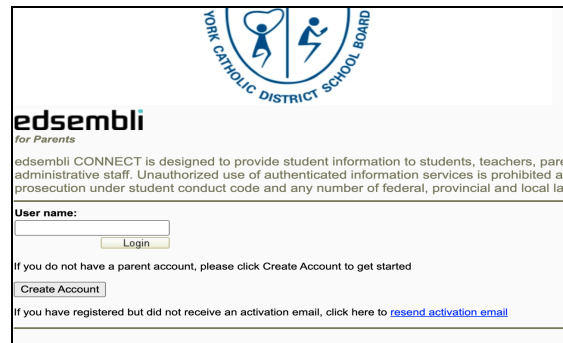 YORK CATHOLIC DISTRICT SCHOOL BOARD
edsembli
for Parents
edsembli CONNECT is designed to provide student information to students, teachers,
administrative staff. Unauthorized use of authenticated information services is prohibited
prosecution under student conduct code and any number of federal, provincial and local
User name:
Login
If you do not have a parent account, please click Create Account to get started
Create Account
If you have registered but did not receive an activation email, click here to resend activation email